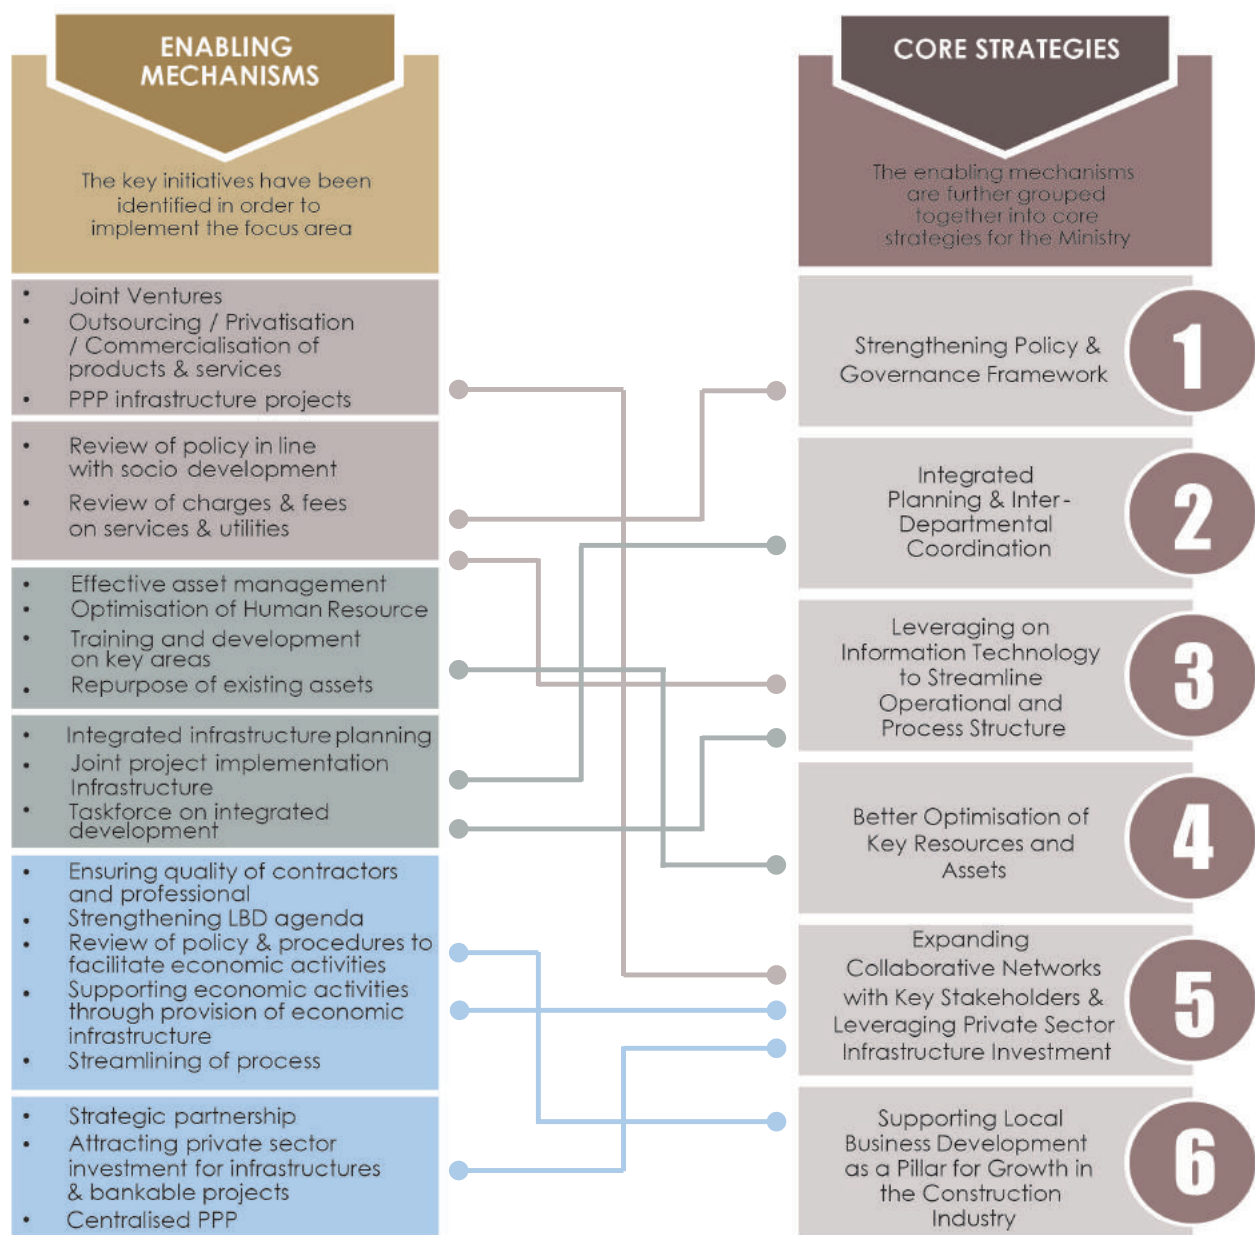 ENABLING
MECHANISMS
The key initiatives have been
identified in order to
implement the focus area
• Joint Ventures
• Outsourcing / Privatisation
/ Commercialisation of
products & services
• PPP infrastructure projects
• Review of policy in line
with socio development
• Review of charges & fees
on services & utilities
• Effective asset management
• Optimisation of Human Resource
• Training and development
on key areas
• Repurpose of existing assets
• Integrated infrastructure planning
• Joint project implementation
Infrastructure
• Taskforce on integrated
development
• Ensuring quality of contractors
and professional
• Strengthening LBD agenda
• Review of policy & procedures to
facilitate economic activities
• Supporting economic activities
through provision of economic
infrastructure
• Streamlining of process
• Strategic partnership
• Attracting private sector
investment for infrastructures
& bankable projects
• Centralised PPP
CORE STRATEGIES
The enabling mechanisms
are further grouped
together into core
strategies for the Ministry
Strengthening Policy &
Governance Framework
1
Integrated
Planning & Inter-
Departmental
Coordination
2
Leveraging on
Information Technology
to Streamline
Operational and
Process Structure
3
Better Optimisation of
Key Resources and
Assets
4
Expanding
Collaborative Networks
with Key Stakeholders &
Leveraging Private Sector
Infrastructure Investment
5
Supporting Local
Business Development
as a Pillar for Growth in
the Construction
Industry
6